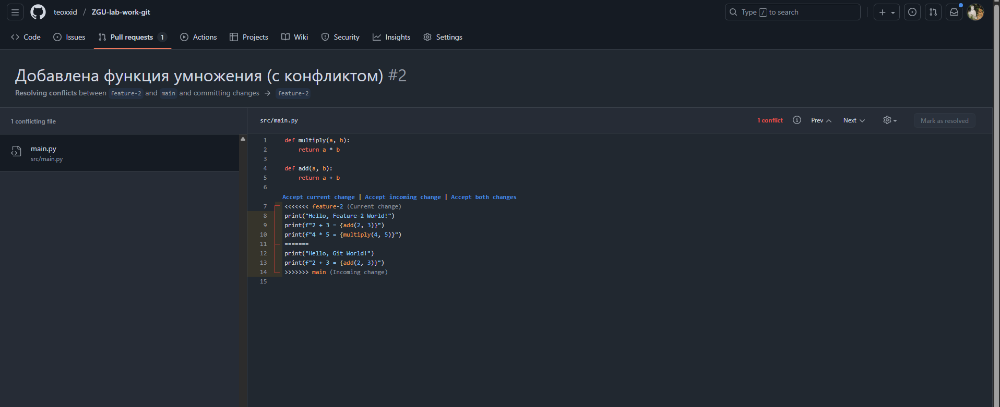 teoxxid / ZGU-lab-work-git
Type / to search
Code Issues Pull requests 1 Actions Projects Wiki Security Insights Settings
Добавлена функция умножения (с конфликтом) #2
Resolving conflicts between feature-2 and main and committing changes → feature-2
1 conflicting file
main.py
src/main.py
src/main.py
1 conflict Prev Next Mark as resolved
1 def multiply(a, b):
2     return a * b
3
4 def add(a, b):
5     return a + b
6
Accept current change | Accept incoming change | Accept both changes
7 <<<<<<< feature-2 (Current change)
8 print("Hello, Feature-2 World!")
9 print(f"2 + 3 = {add(2, 3)}")
10 print(f"4 * 5 = {multiply(4, 5)}")
11 =======
12 print("Hello, Git World!")
13 print(f"2 + 3 = {add(2, 3)}")
14 >>>>>>> main (Incoming change)
15